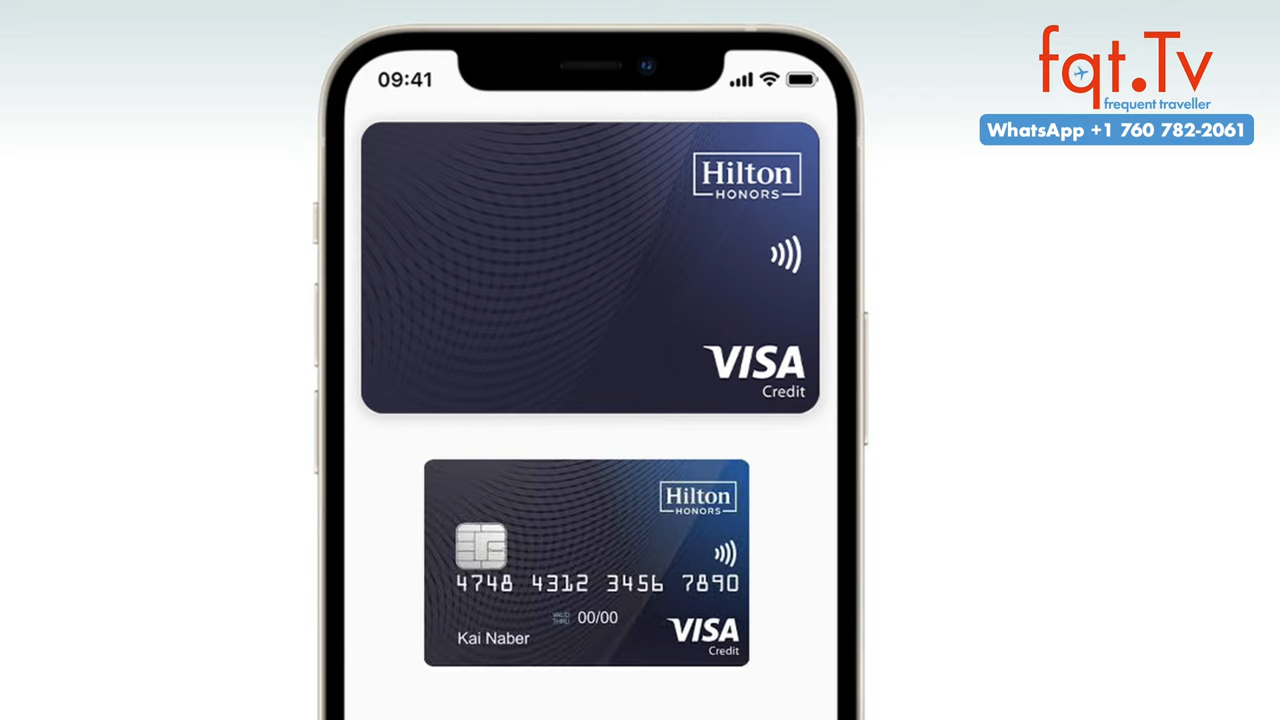 09:41
fqt.Tv
frequent traveller
WhatsApp +1 760 782-2061
Hilton
HONORS
VISA
Credit
Hilton
HONORS
4748 4312 3456 7890
VALID
THRU 00/00
Kai Naber
VISA
Credit